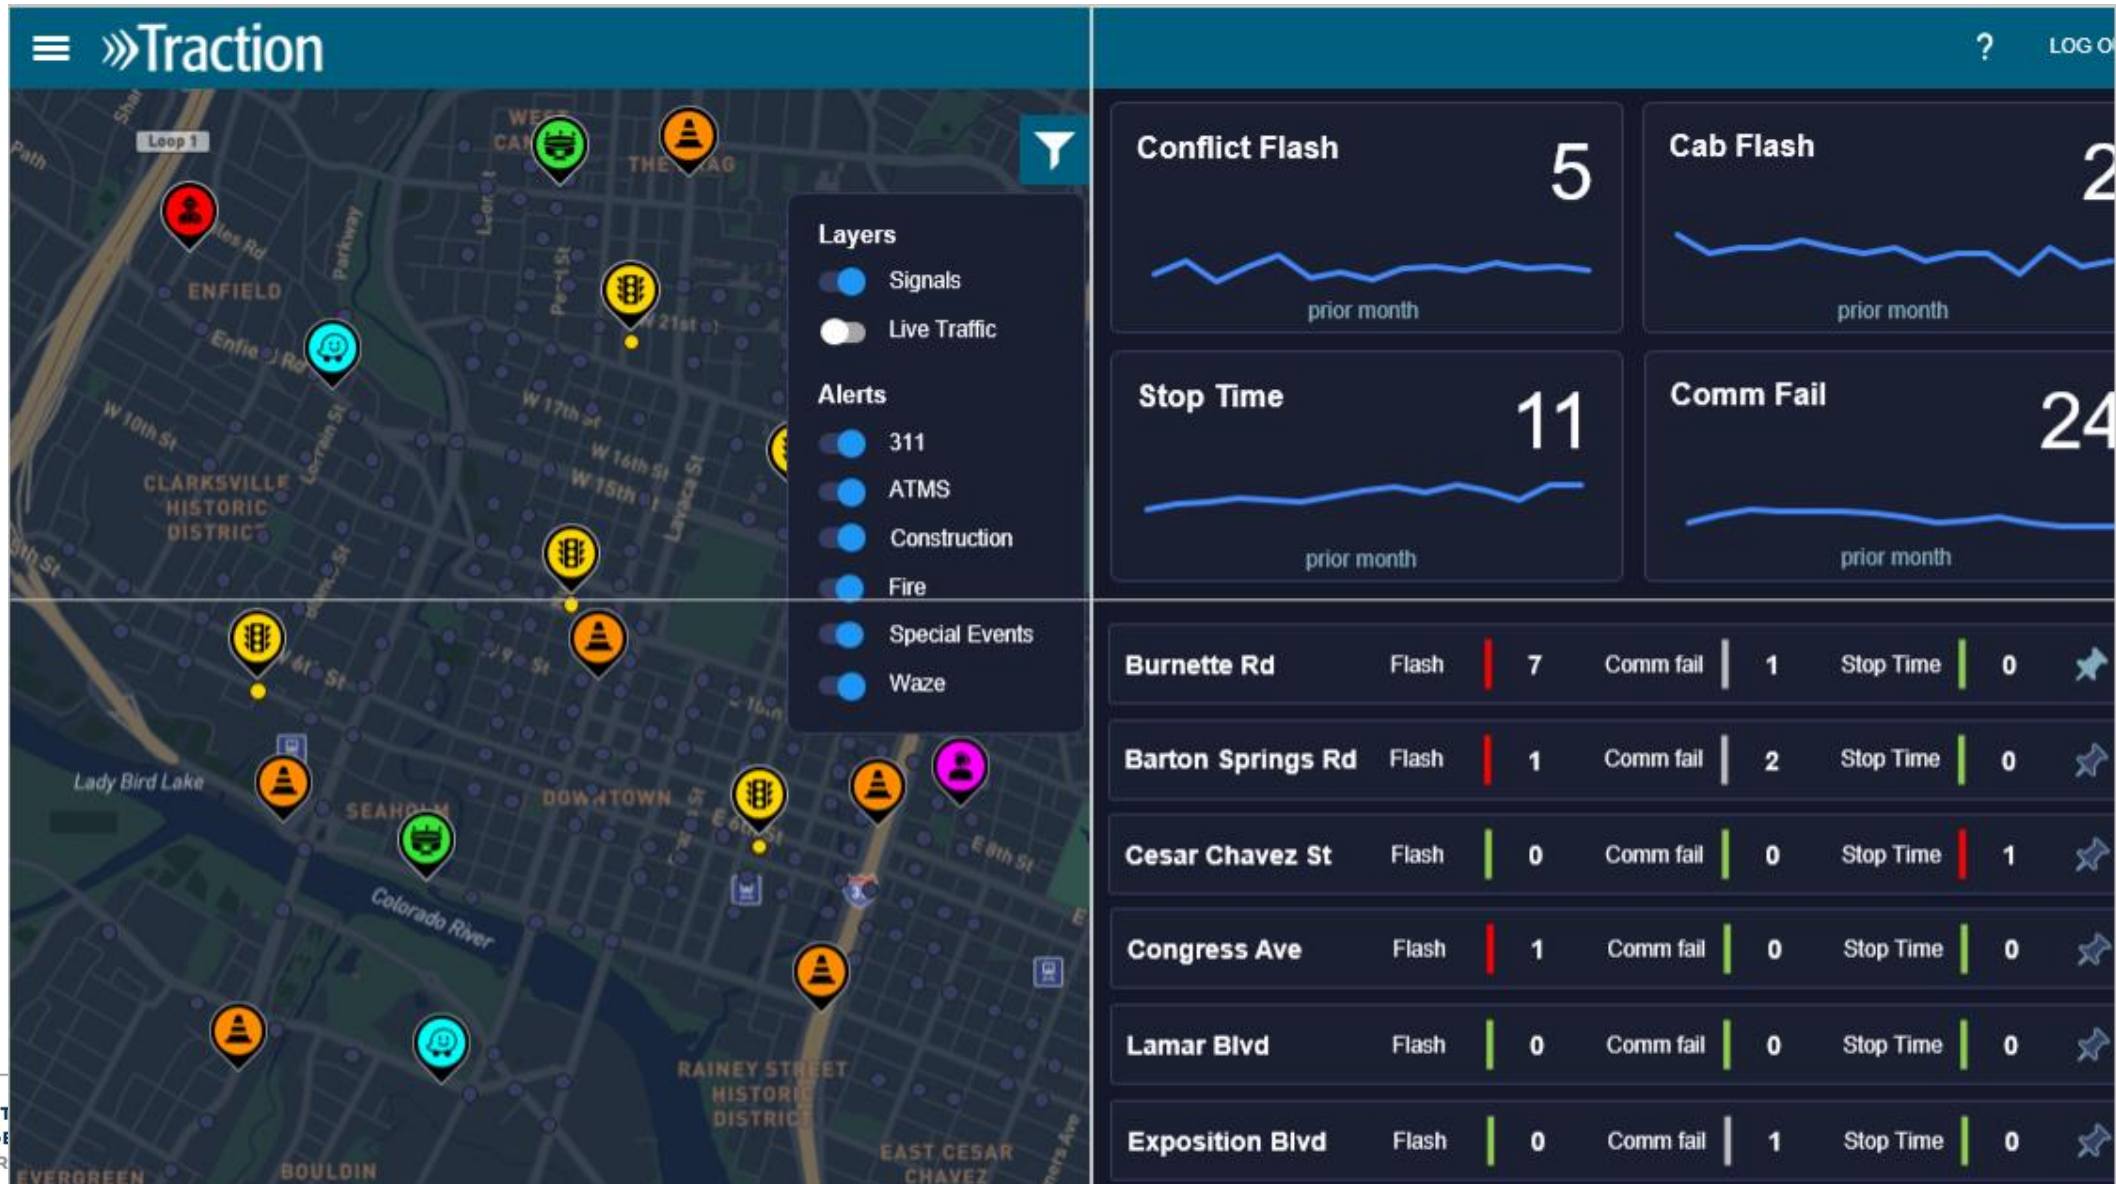 Traction
?
LOG O
Loop 1
Path
ENFIELD
Parkway
W 10th St
CLARKSVILLE
HISTORIC
DISTRICT
W 17th St
W 16th St
W 15th
Lavaca St
Layers
Signals
Live Traffic
Alerts
311
ATMS
Construction
Fire
Special Events
Waze
Lady Bird Lake
DOWNTOWN
E 6th St
E 8th St
Colorado River
RAINEY STREET
HISTORIC
DISTRICT
EAST CESAR
CHAVEZ
BOULDIN
EVERGREEN
Conflict Flash 5
prior month
Cab Flash 2
prior month
Stop Time 11
prior month
Comm Fail 24
prior month
Burnette Rd Flash 7 Comm fail 1 Stop Time 0
Barton Springs Rd Flash 1 Comm fail 2 Stop Time 0
Cesar Chavez St Flash 0 Comm fail 0 Stop Time 1
Congress Ave Flash 1 Comm fail 0 Stop Time 0
Lamar Blvd Flash 0 Comm fail 0 Stop Time 0
Exposition Blvd Flash 0 Comm fail 1 Stop Time 0